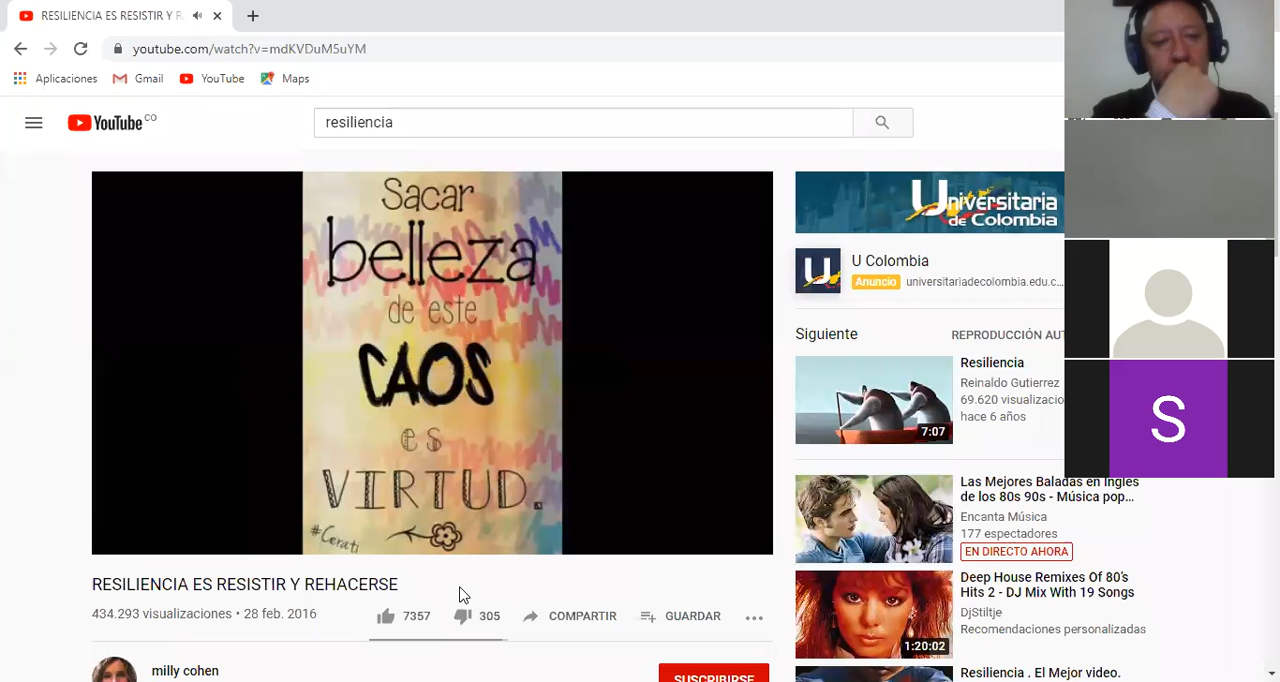 RESILIENCIA ES RESISTIR Y R
youtube.com/watch?v=mdKVDuM5uYM
Aplicaciones
Gmail
YouTube
Maps
YouTube CO
resiliencia
Sacar
belleza
de este
CAOS
es
VIRTUD.
#Cerati
RESILIENCIA ES RESISTIR Y REHACERSE
434.293 visualizaciones • 28 feb. 2016
7357
305
COMPARTIR
GUARDAR
milly cohen
SUSCRIBIRSE
Universitaria
de Colombia
U
U Colombia
Anuncio universitariadecolombia.edu.c...
Siguiente
REPRODUCCIÓN AUT
7:07
Resiliencia
Reinaldo Gutierrez
69.620 visualizacio
hace 6 años
Las Mejores Baladas en Ingles
de los 80s 90s - Música pop...
Encanta Música
177 espectadores
EN DIRECTO AHORA
1:20:02
Deep House Remixes Of 80's
Hits 2 - DJ Mix With 19 Songs
DjStiltje
Recomendaciones personalizadas
Resiliencia . El Mejor video.
S